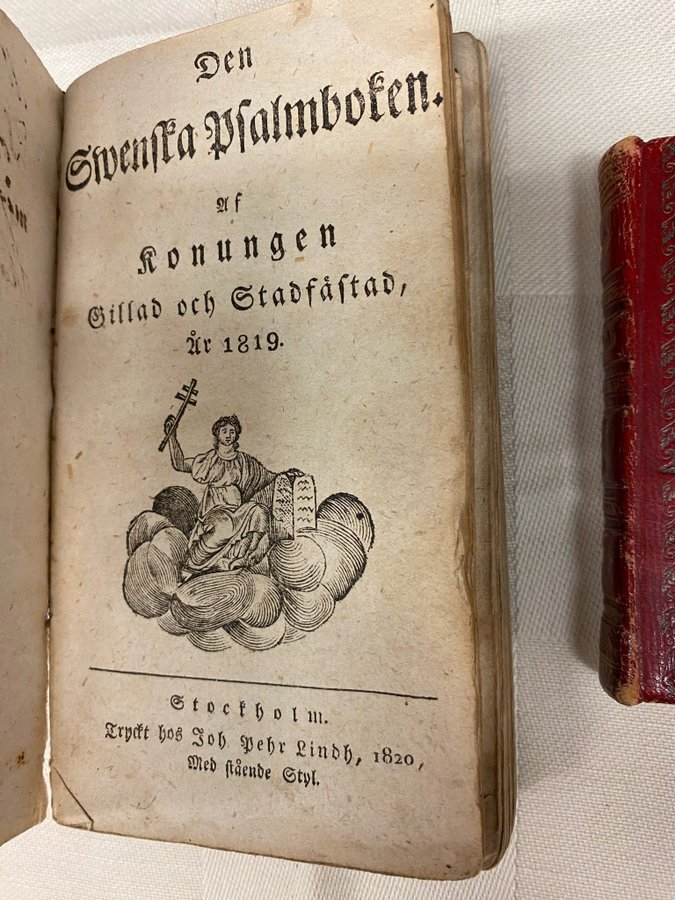 Den
Swenska Psalmboken.
Af
Konungen
Gillad och Stadfästad,
År 1819.
Stockholm.
Tryckt hos Joh Pehr Lindh, 1820,
Med stående Styl.